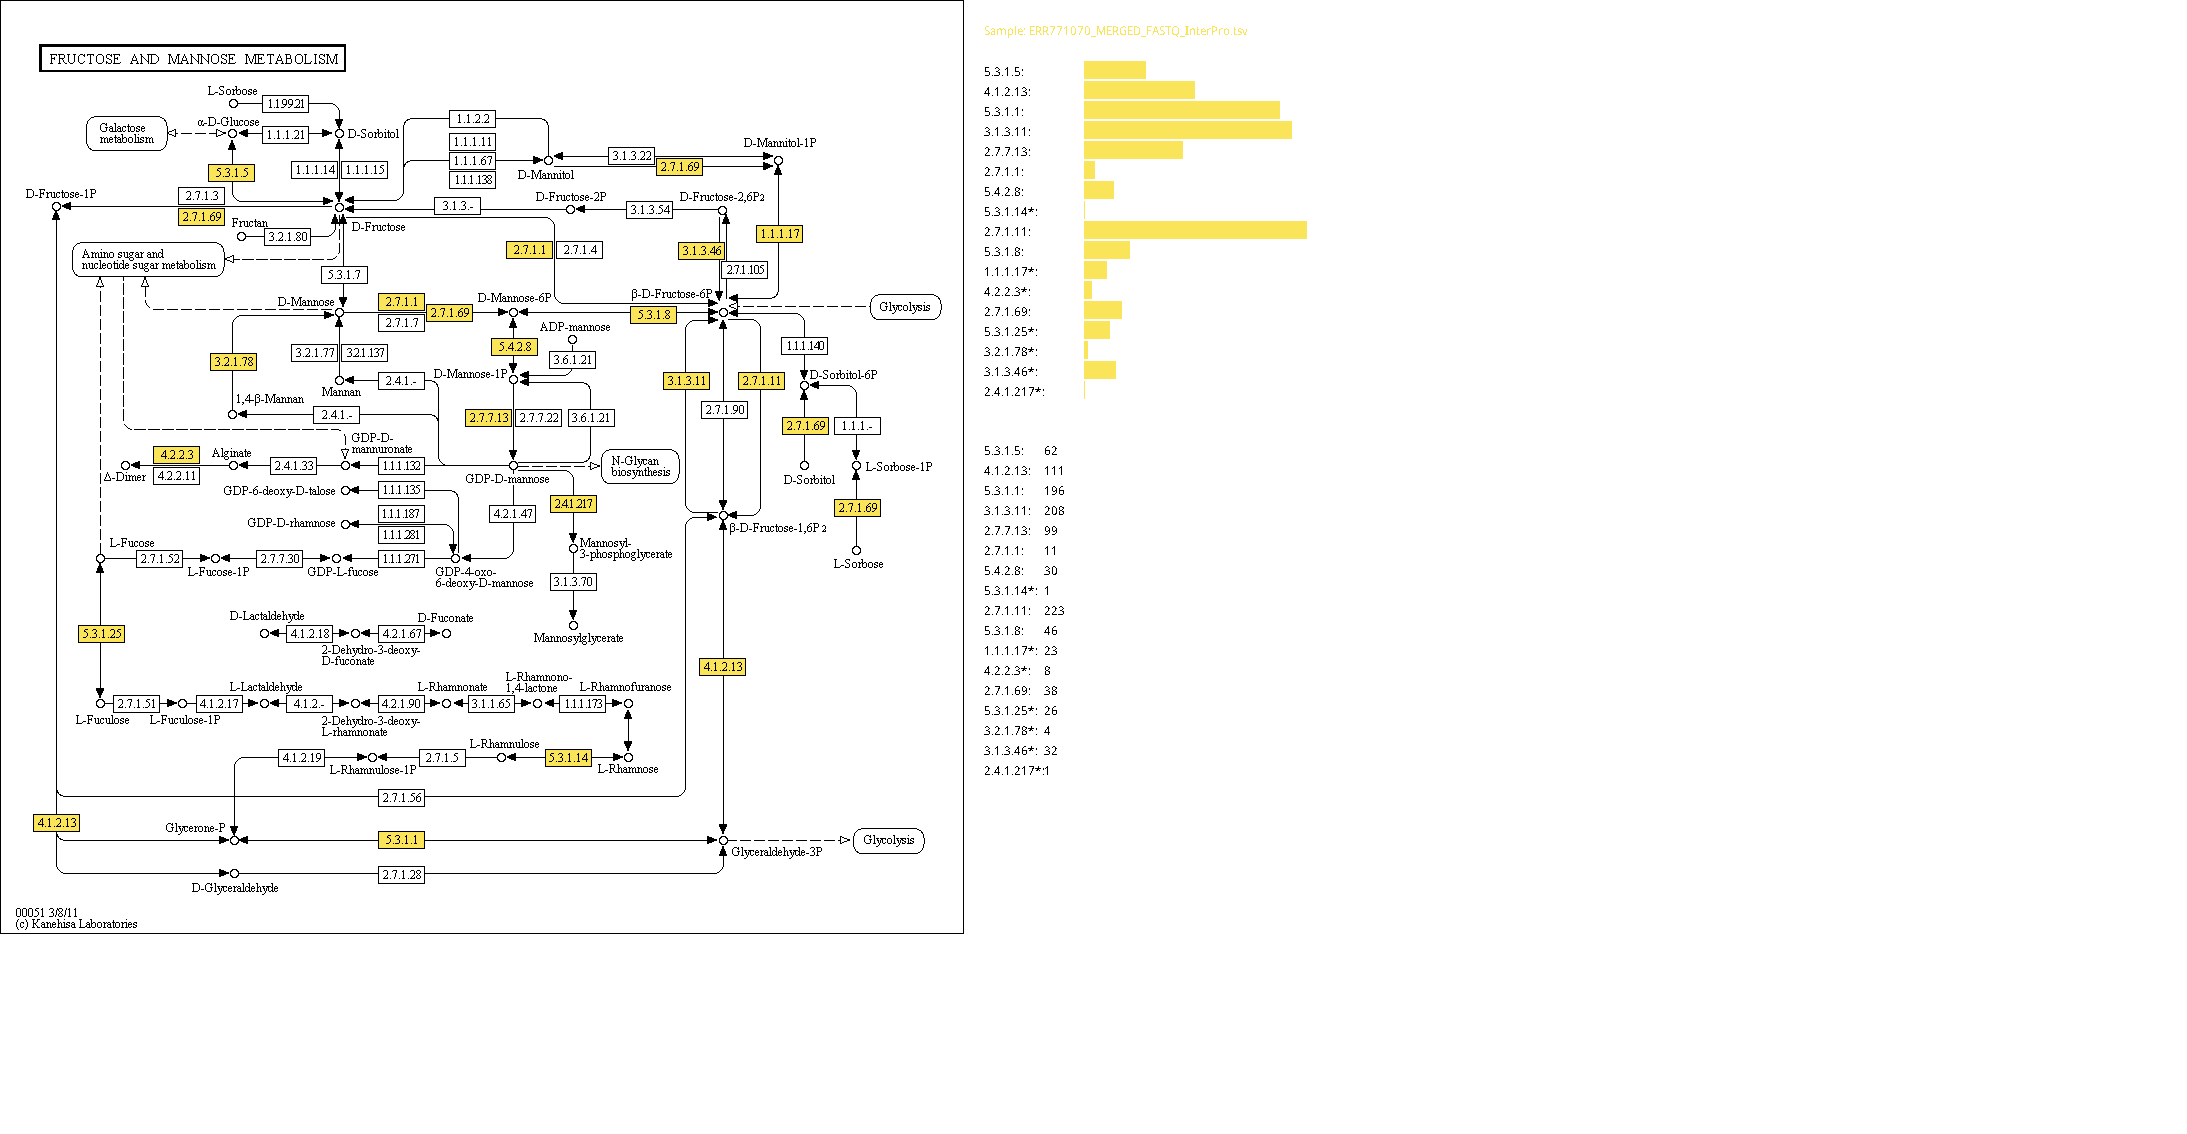 FRUCTOSE AND MANNOSE METABOLISM
L-Sorbose
1.1.99.21
Galactose
metabolism
α-D-Glucose
1.1.1.21
D-Sorbitol
5.3.1.5
1.1.1.14
1.1.1.15
1.1.2.2
1.1.1.11
1.1.1.67
1.1.1.138
D-Mannitol
3.1.3.22
2.7.1.69
D-Mannitol-1P
D-Fructose-1P
2.7.1.3
2.7.1.69
Fructan
3.2.1.80
D-Fructose
3.1.3.-
D-Fructose-2P
3.1.3.54
D-Fructose-2,6P2
1.1.1.17
Amino sugar and
nucleotide sugar metabolism
5.3.1.7
2.7.1.1
2.7.1.4
3.1.3.46
2.7.1.105
D-Mannose
2.7.1.1
2.7.1.69
2.7.1.7
D-Mannose-6P
5.3.1.8
β-D-Fructose-6P
Glycolysis
ADP-mannose
5.4.2.8
3.6.1.21
1.1.1.140
3.2.1.78
3.2.1.77
3.2.1.137
Mannan
2.4.1.-
D-Mannose-1P
3.1.3.11
2.7.1.11
D-Sorbitol-6P
1,4-β-Mannan
2.4.1.-
2.7.7.13
2.7.7.22
3.6.1.21
2.7.1.90
2.7.1.69
1.1.1.-
GDP-D-
mannuronate
4.2.2.3
Alginate
4.2.2.11
Δ-Dimer
2.4.1.33
1.1.1.132
GDP-D-mannose
N-Glycan
biosynthesis
D-Sorbitol
L-Sorbose-1P
GDP-6-deoxy-D-talose
1.1.1.135
GDP-D-rhamnose
1.1.1.187
1.1.1.281
4.2.1.47
2.4.1.217
2.7.1.69
β-D-Fructose-1,6P2
L-Fucose
2.7.1.52
L-Fucose-1P
2.7.7.30
GDP-L-fucose
1.1.1.271
GDP-4-oxo-
6-deoxy-D-mannose
Mannosyl-
3-phosphoglycerate
3.1.3.70
L-Sorbose
Mannosylglycerate
5.3.1.25
D-Lactaldehyde
4.1.2.18
2-Dehydro-3-deoxy-
D-fuconate
4.2.1.67
D-Fuconate
4.1.2.13
L-Fuculose
2.7.1.51
L-Fuculose-1P
4.1.2.17
L-Lactaldehyde
4.1.2.-
2-Dehydro-3-deoxy-
L-rhamnonate
4.2.1.90
L-Rhamnonate
3.1.1.65
L-Rhamnono-
1,4-lactone
1.1.1.173
L-Rhamnofuranose
4.1.2.19
L-Rhamnulose-1P
2.7.1.5
L-Rhamnulose
5.3.1.14
L-Rhamnose
2.7.1.56
4.1.2.13
Glycerone-P
5.3.1.1
Glyceraldehyde-3P
Glycolysis
D-Glyceraldehyde
2.7.1.28
00051 3/8/11
(c) Kanehisa Laboratories
Sample: ERR771070_MERGED_FASTQ_InterPro.tsv
5.3.1.5:
4.1.2.13:
5.3.1.1:
3.1.3.11:
2.7.7.13:
2.7.1.1:
5.4.2.8:
5.3.1.14*:
2.7.1.11:
5.3.1.8:
1.1.1.17*:
4.2.2.3*:
2.7.1.69:
5.3.1.25*:
3.2.1.78*:
3.1.3.46*:
2.4.1.217*:
5.3.1.5: 62
4.1.2.13: 111
5.3.1.1: 196
3.1.3.11: 208
2.7.7.13: 99
2.7.1.1: 11
5.4.2.8: 30
5.3.1.14*: 1
2.7.1.11: 223
5.3.1.8: 46
1.1.1.17*: 23
4.2.2.3*: 8
2.7.1.69: 38
5.3.1.25*: 26
3.2.1.78*: 4
3.1.3.46*: 32
2.4.1.217*:1